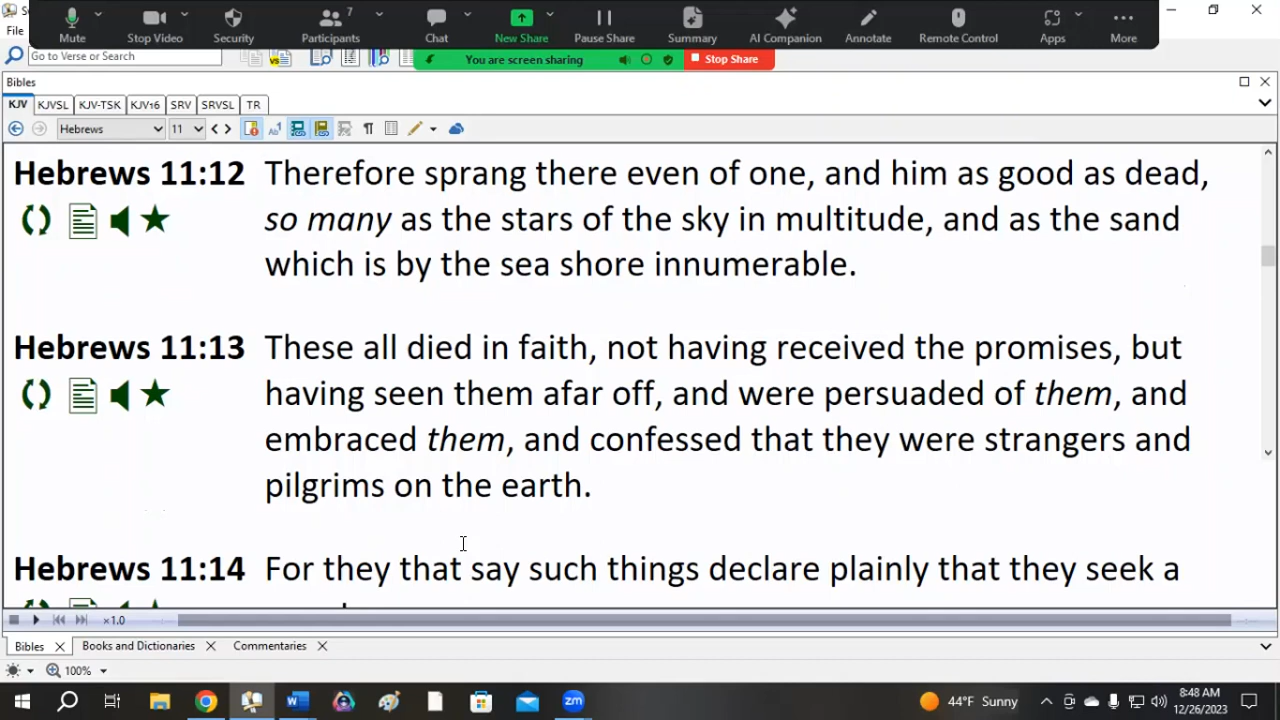 Mute
Stop Video
Security
Participants
7
Chat
New Share
Pause Share
Summary
AI Companion
Annotate
Remote Control
Apps
More
File
Go to Verse or Search
You are screen sharing
Stop Share
Bibles
KJV KJVSL KJV-TSK KJV16 SRV SRVSL TR
Hebrews 11
Hebrews 11:12 Therefore sprang there even of one, and him as good as dead,
so many as the stars of the sky in multitude, and as the sand
which is by the sea shore innumerable.
Hebrews 11:13 These all died in faith, not having received the promises, but
having seen them afar off, and were persuaded of them, and
embraced them, and confessed that they were strangers and
pilgrims on the earth.
Hebrews 11:14 For they that say such things declare plainly that they seek a
×1.0
Bibles Books and Dictionaries Commentaries
100%
44°F Sunny
8:48 AM
12/26/2023